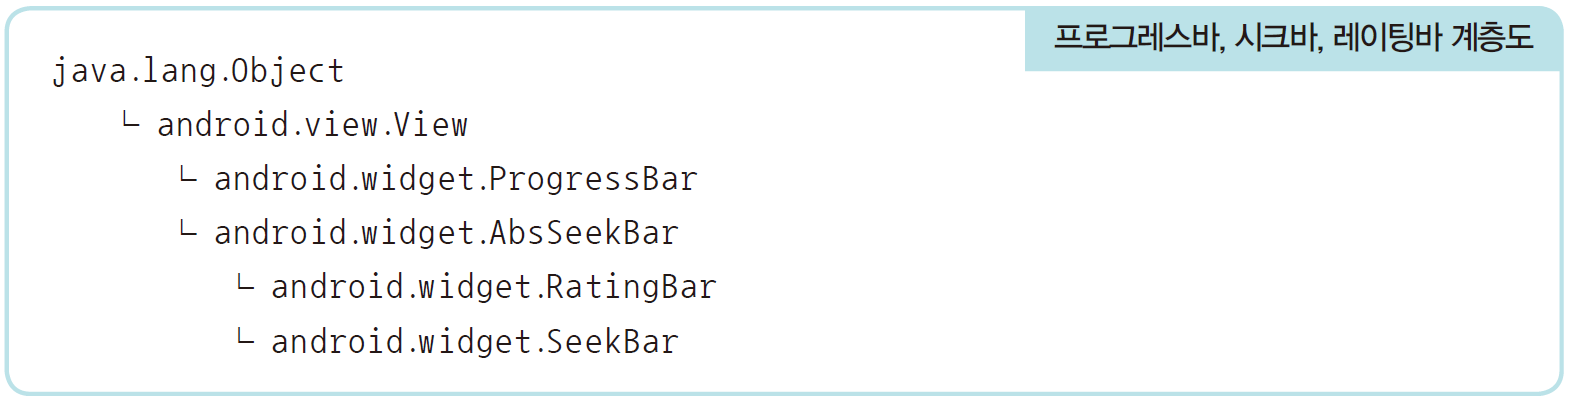 프로그레스바, 시크바, 레이팅바 계층도
java.lang.Object
└ android.view.View
└ android.widget.ProgressBar
└ android.widget.AbsSeekBar
└ android.widget.RatingBar
└ android.widget.SeekBar